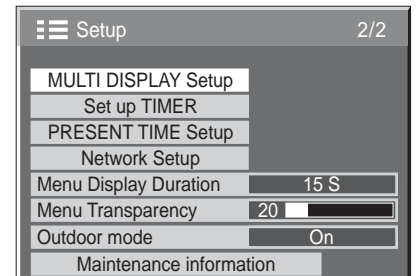 Setup 2/2
MULTI DISPLAY Setup
Set up TIMER
PRESENT TIME Setup
Network Setup
Menu Display Duration 15 S
Menu Transparency 20
Outdoor mode On
Maintenance information